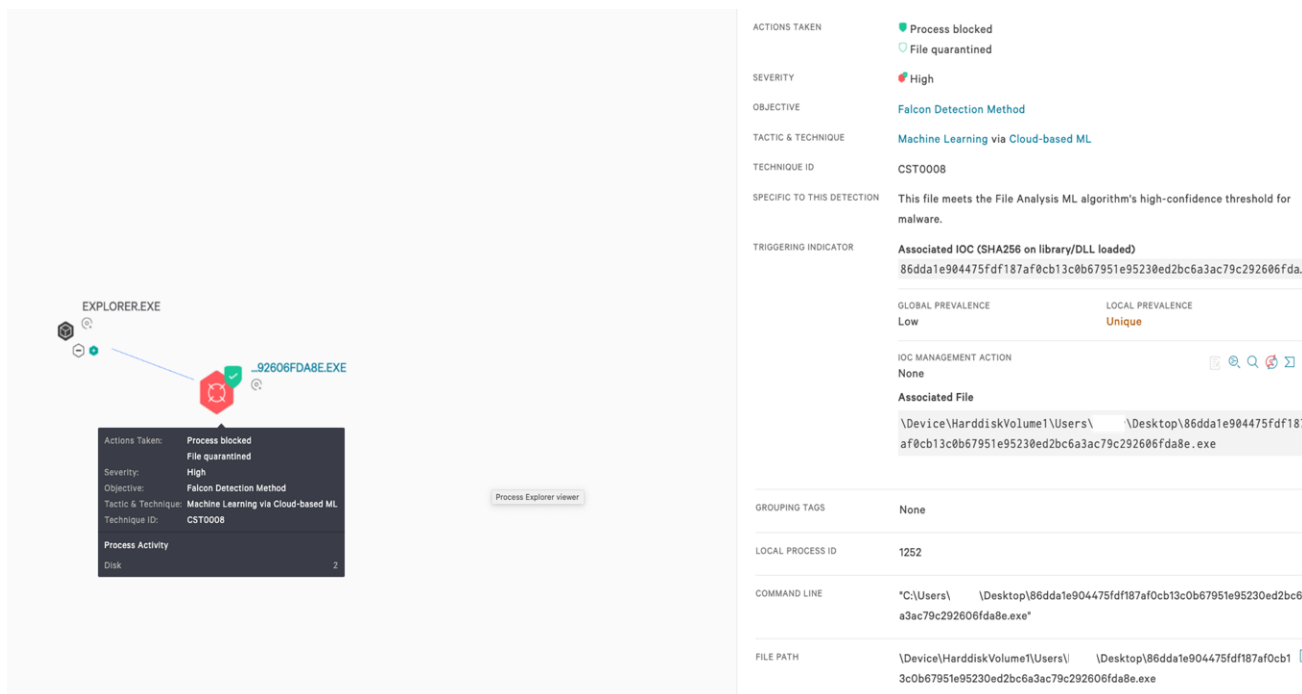 EXPLORER.EXE
_92606FDA8E.EXE
Actions Taken: Process blocked
File quarantined
Severity: High
Objective: Falcon Detection Method
Tactic & Technique: Machine Learning via Cloud-based ML
Technique ID: CST0008
Process Activity
Disk 2
Process Explorer viewer
ACTIONS TAKEN Process blocked
File quarantined
SEVERITY High
OBJECTIVE Falcon Detection Method
TACTIC & TECHNIQUE Machine Learning via Cloud-based ML
TECHNIQUE ID CST0008
SPECIFIC TO THIS DETECTION This file meets the File Analysis ML algorithm's high-confidence threshold for
malware.
TRIGGERING INDICATOR Associated IOC (SHA256 on library/DLL loaded)
86dda1e904475fdf187af0cb13c0b67951e95230ed2bc6a3ac79c292606fda…
GLOBAL PREVALENCE LOCAL PREVALENCE
Low Unique
IOC MANAGEMENT ACTION
None
Associated File
\Device\HarddiskVolume1\Users\ \Desktop\86dda1e904475fdf187
af0cb13c0b67951e95230ed2bc6a3ac79c292606fda8e.exe
GROUPING TAGS None
LOCAL PROCESS ID 1252
COMMAND LINE "C:\Users\ \Desktop\86dda1e904475fdf187af0cb13c0b67951e95230ed2bc6
a3ac79c292606fda8e.exe"
FILE PATH \Device\HarddiskVolume1\Users\ \Desktop\86dda1e904475fdf187af0cb1
3c0b67951e95230ed2bc6a3ac79c292606fda8e.exe